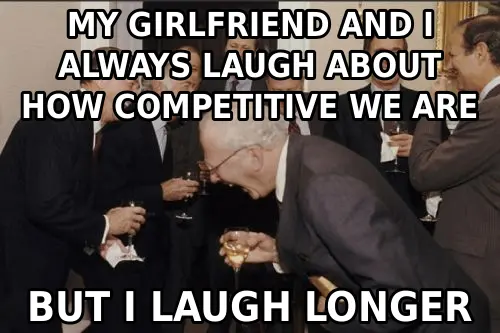 MY GIRLFRIEND AND I
ALWAYS LAUGH ABOUT
HOW COMPETITIVE WE ARE
BUT I LAUGH LONGER